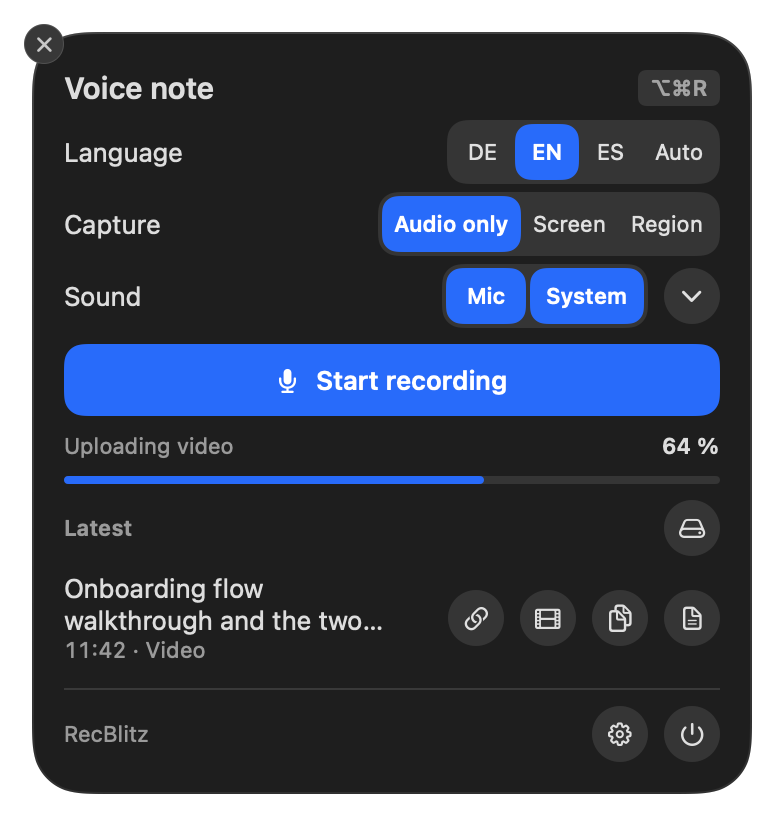 Voice note ⌥⌘R
Language DE EN ES Auto
Capture Audio only Screen Region
Sound Mic System
Start recording
Uploading video 64 %
Latest
Onboarding flow
walkthrough and the two...
11:42 · Video
RecBlitz